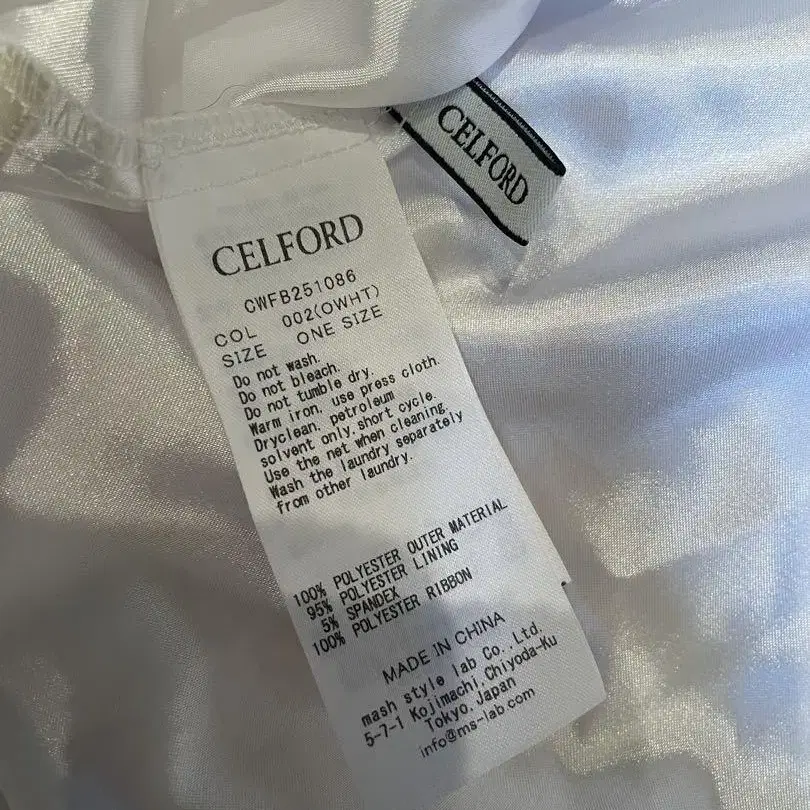 CELFORD
CELFORD
CWFB251086
COL 002(OWHT)
SIZE ONE SIZE
Do not wash.
Do not bleach.
Do not tumble dry.
Warm iron, use press cloth.
Dryclean, petroleum
solvent only,short cycle.
Use the net when cleaning.
Wash the laundry separately
from other laundry.
100% POLYESTER OUTER MATERIAL
95% POLYESTER LINING
5% SPANDEX
100% POLYESTER RIBBON
MADE IN CHINA
mash style lab Co.,Ltd.
5-7-1 Kojimachi,Chiyoda-Ku
Tokyo,Japan
info@ms-lab.com